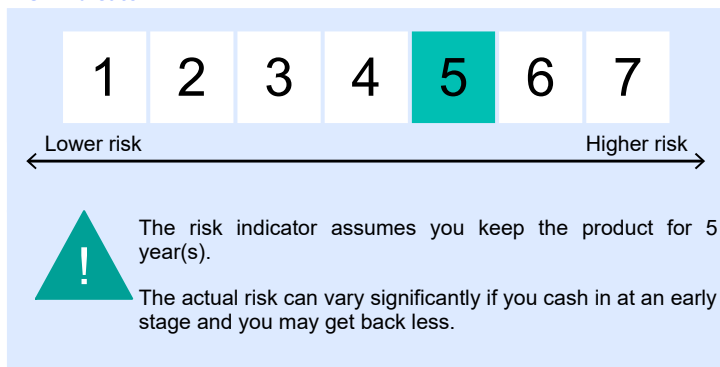 1 2 3 4 5 6 7
Lower risk Higher risk
!
The risk indicator assumes you keep the product for 5
year(s).
The actual risk can vary significantly if you cash in at an early
stage and you may get back less.